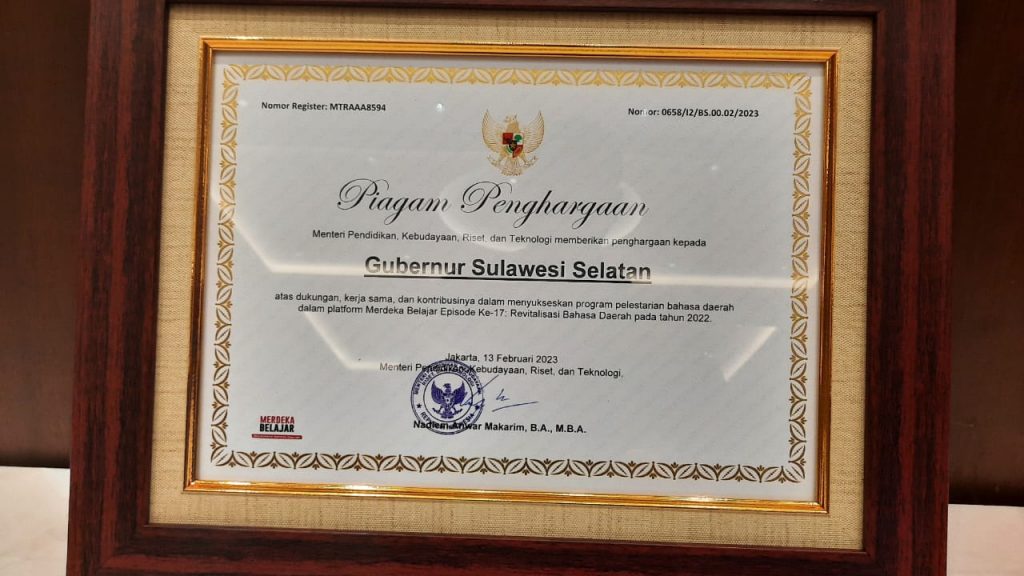 Nomor Register: MTRAAA8594
Nomor: 0658/I2/BS.00.02/2023
Piagam Penghargaan
Menteri Pendidikan, Kebudayaan, Riset, dan Teknologi memberikan penghargaan kepada
Gubernur Sulawesi Selatan
atas dukungan, kerja sama, dan kontribusinya dalam menyukseskan program pelestarian bahasa daerah
dalam platform Merdeka Belajar Episode Ke-17: Revitalisasi Bahasa Daerah pada tahun 2022.
Jakarta, 13 Februari 2023
Menteri Pendidikan, Kebudayaan, Riset, dan Teknologi,
Nadiem Anwar Makarim, B.A., M.B.A.
MERDEKA
BELAJAR